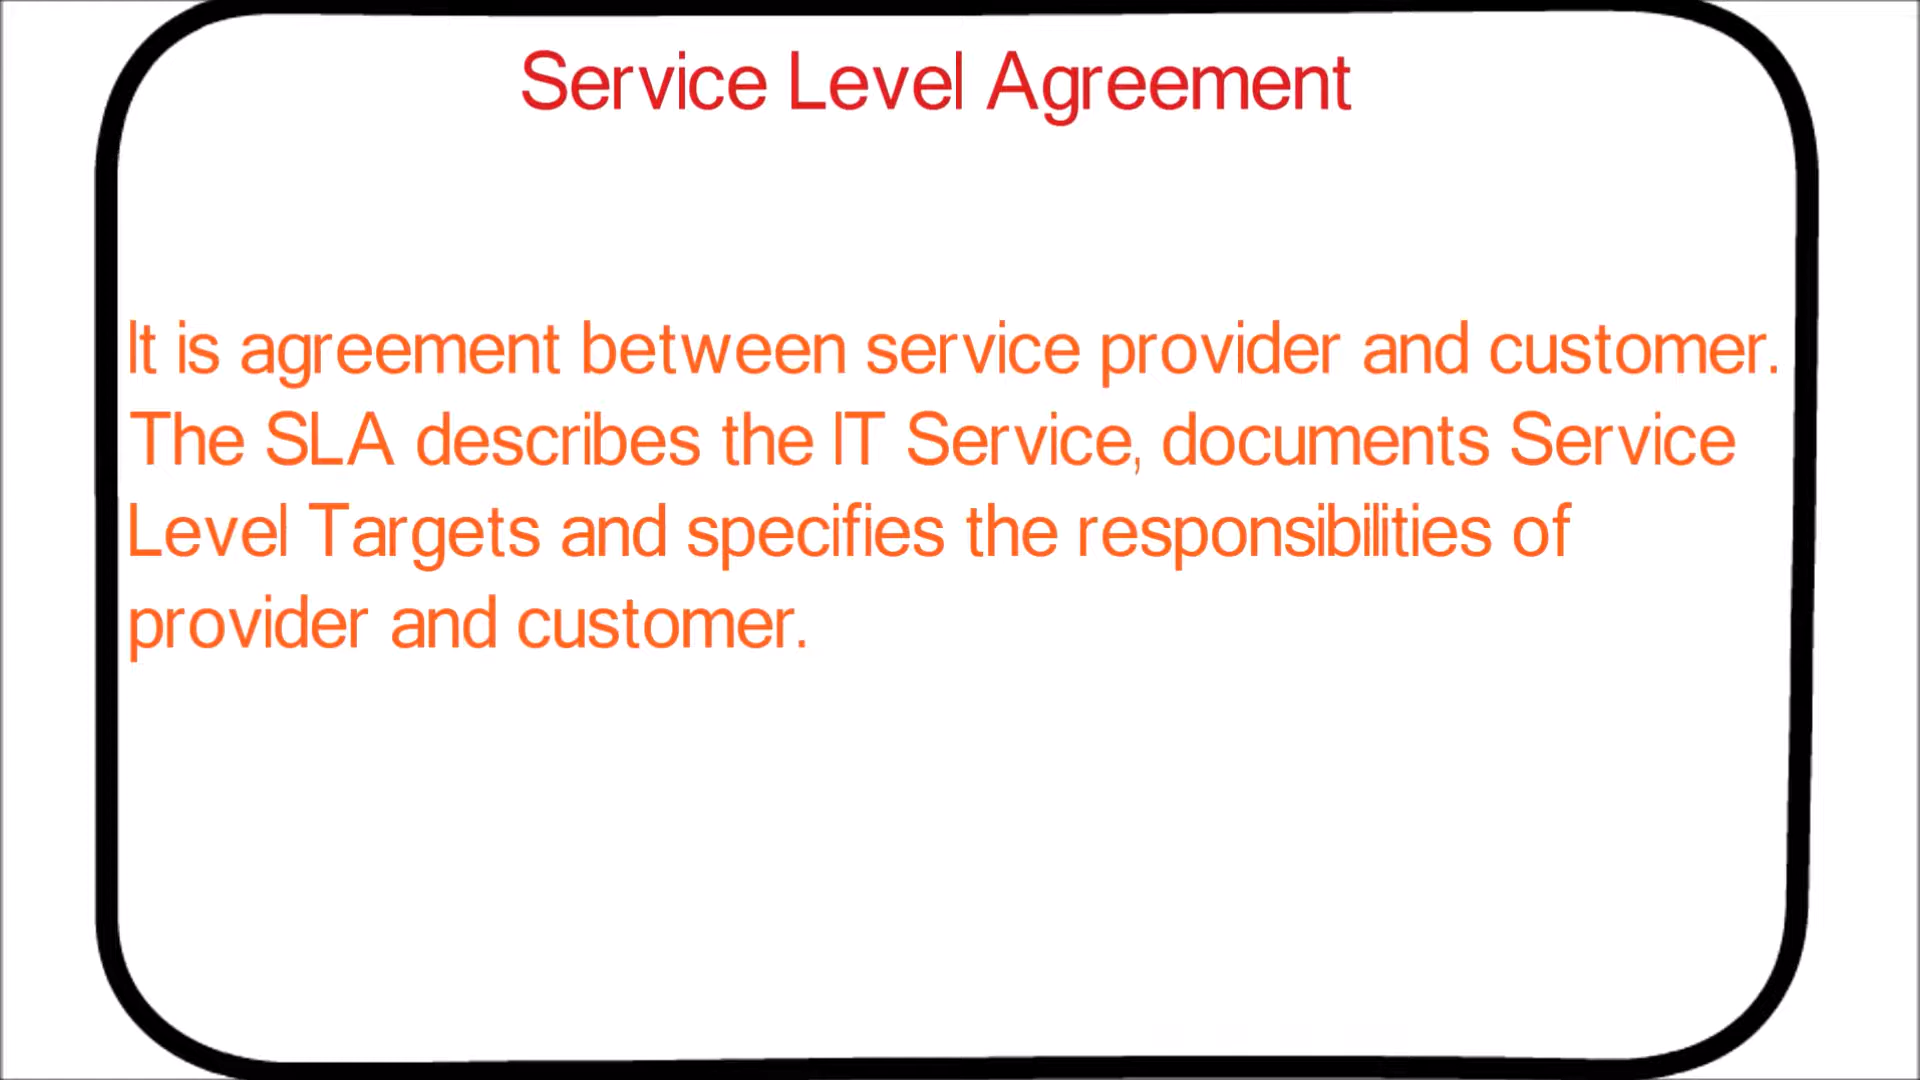 Service Level Agreement
It is agreement between service provider and customer.
The SLA describes the IT Service, documents Service
Level Targets and specifies the responsibilities of
provider and customer.